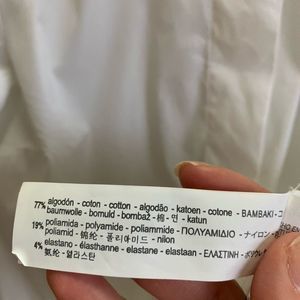 77% algodón - coton - cotton - algodão - katoen - cotone - ΒΑΜΒΑΚΙ -
baumwolle - bomuld - bombaž - 棉 - 면 - katun
19% poliamida - polyamide - polyammide - ΠΟΛΥΑΜΙΔΙΟ - ナイロン -
poliamid - 锦纶 - 폴리아미드 - nilon
4% elastano - élasthanne - elastane - elastaan - ΕΛΑΣΤΙΝΗ -
氨纶 - 엘라스탄